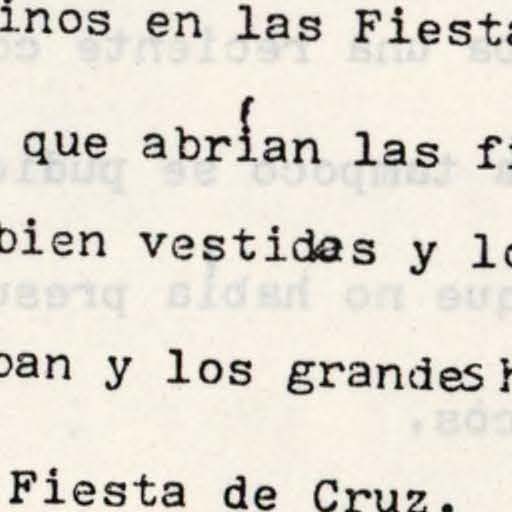 inos en las Fiesta
que abrían las fi
bien vestidas y lo
ban y los grandes h
Fiesta de Cruz.